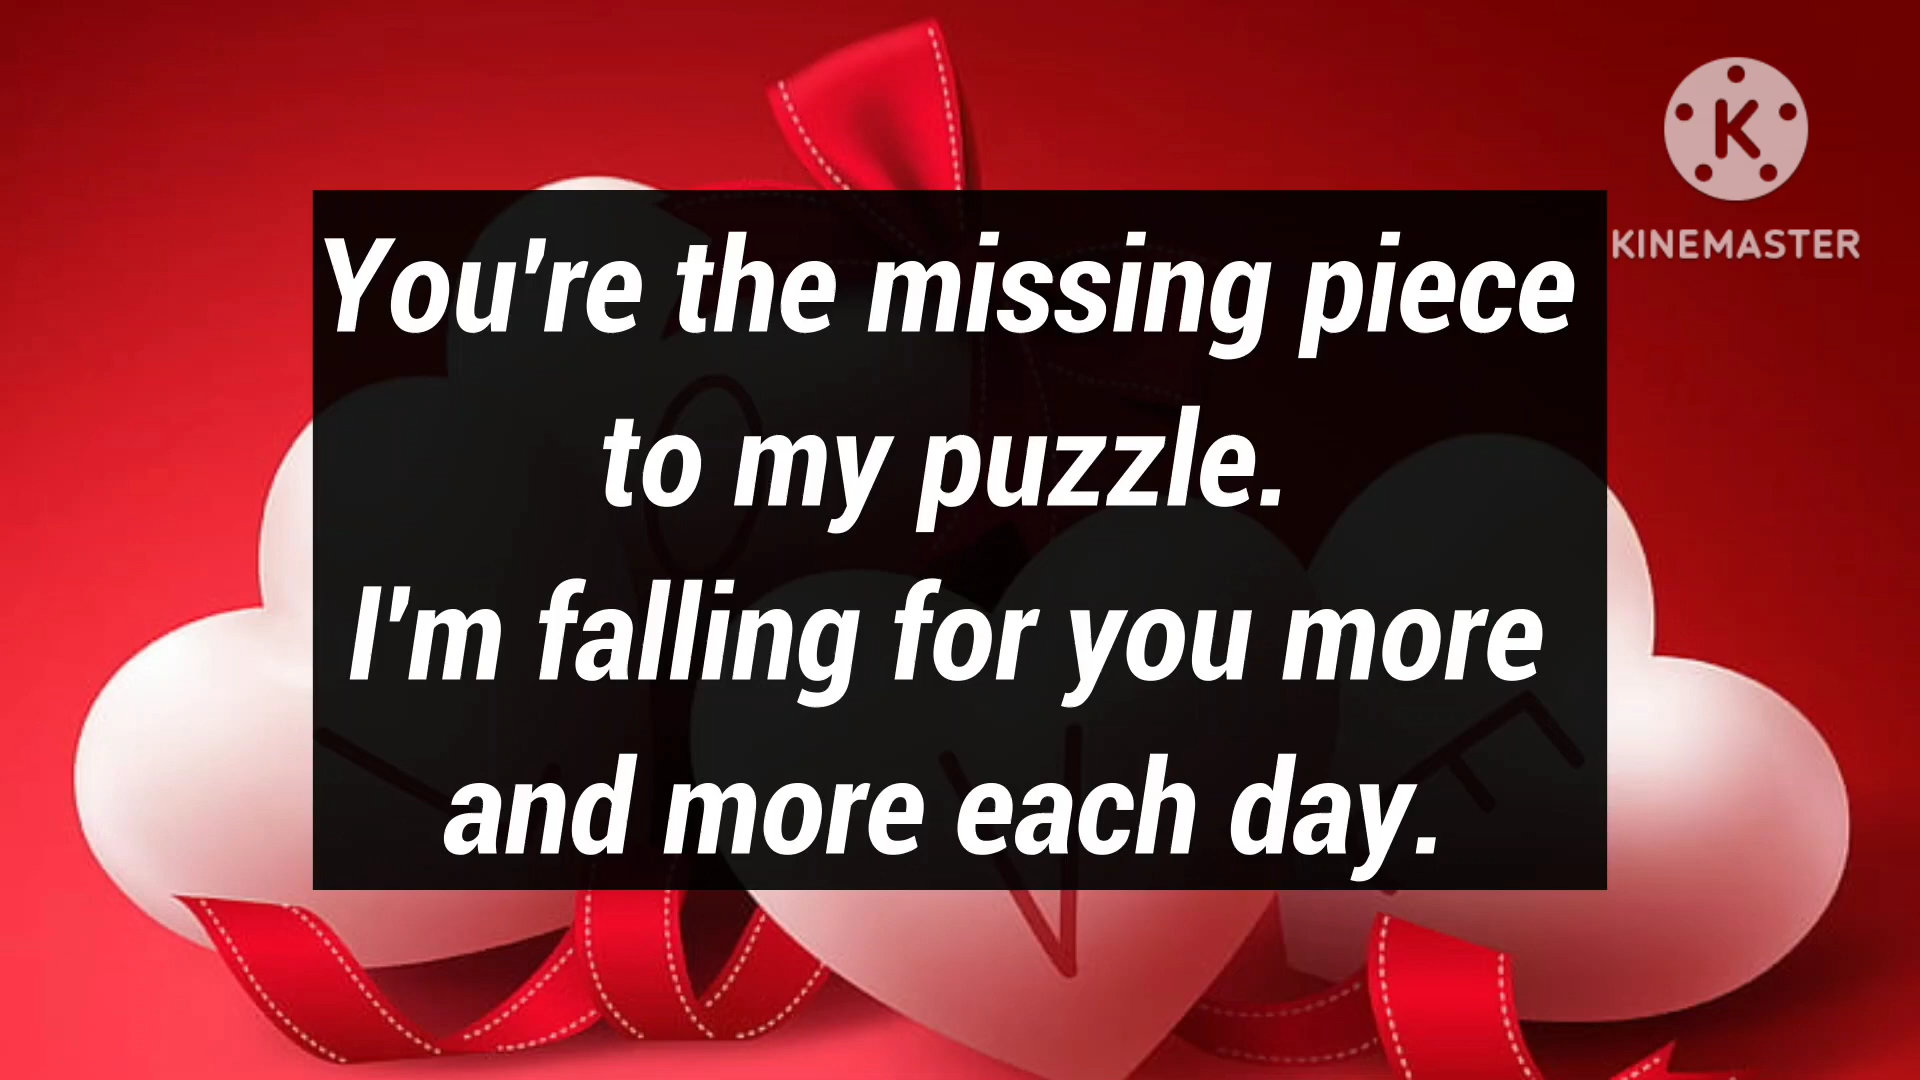 KINEMASTER
You're the missing piece
to my puzzle.
I'm falling for you more
and more each day.
L
O
V
E